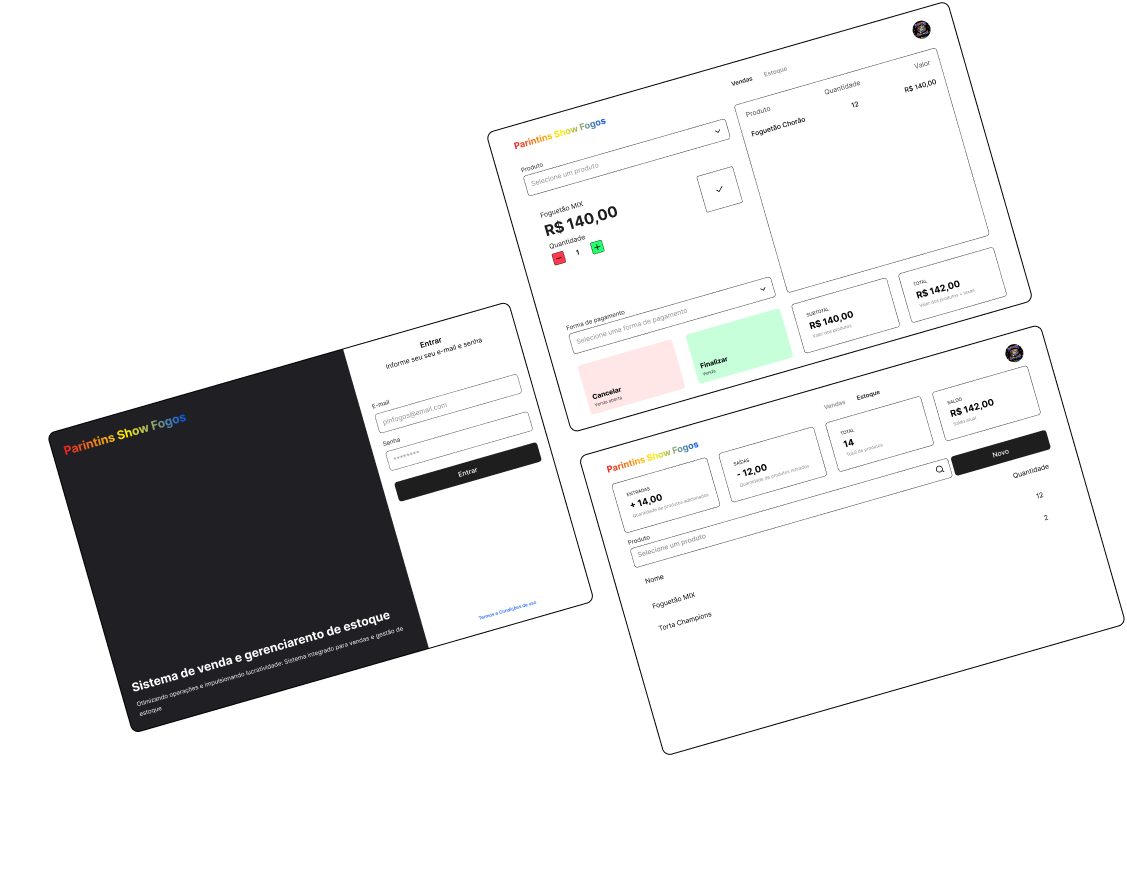 Parintins Show Fogos
Sistema de venda e gerenciarento de estoque
Otimizando operações e impulsionando lucratividade: Sistema integrado para vendas e gestão de
estoque
Entrar
Informe seu seu e-mail e senha
E-mail
pinfogos@email.com
Senha
********
Entrar
Termos e Condições de uso
Parintins Show Fogos
Vendas Estoque
Produto
Selecione um produto
Foguetão MIX
R$ 140,00
Quantidade
1
Forma de pagamento
Selecione uma forma de pagamento
Cancelar
Venda aberta
Finalizar
Venda
Produto Quantidade Valor
Foguetão Chorão 12 R$ 140,00
SUBTOTAL
R$ 140,00
Valor dos produtos
TOTAL
R$ 142,00
Valor dos produtos + taxas
Parintins Show Fogos
Vendas Estoque
ENTRADAS
+ 14,00
Quantidade de produtos adicionados
SAÍDAS
- 12,00
Quantidade de produtos retirados
TOTAL
14
Total de produtos
SALDO
R$ 142,00
Saldo atual
Produto
Selecione um produto
Novo
Nome Quantidade
Foguetão MIX 12
Torta Champions 2